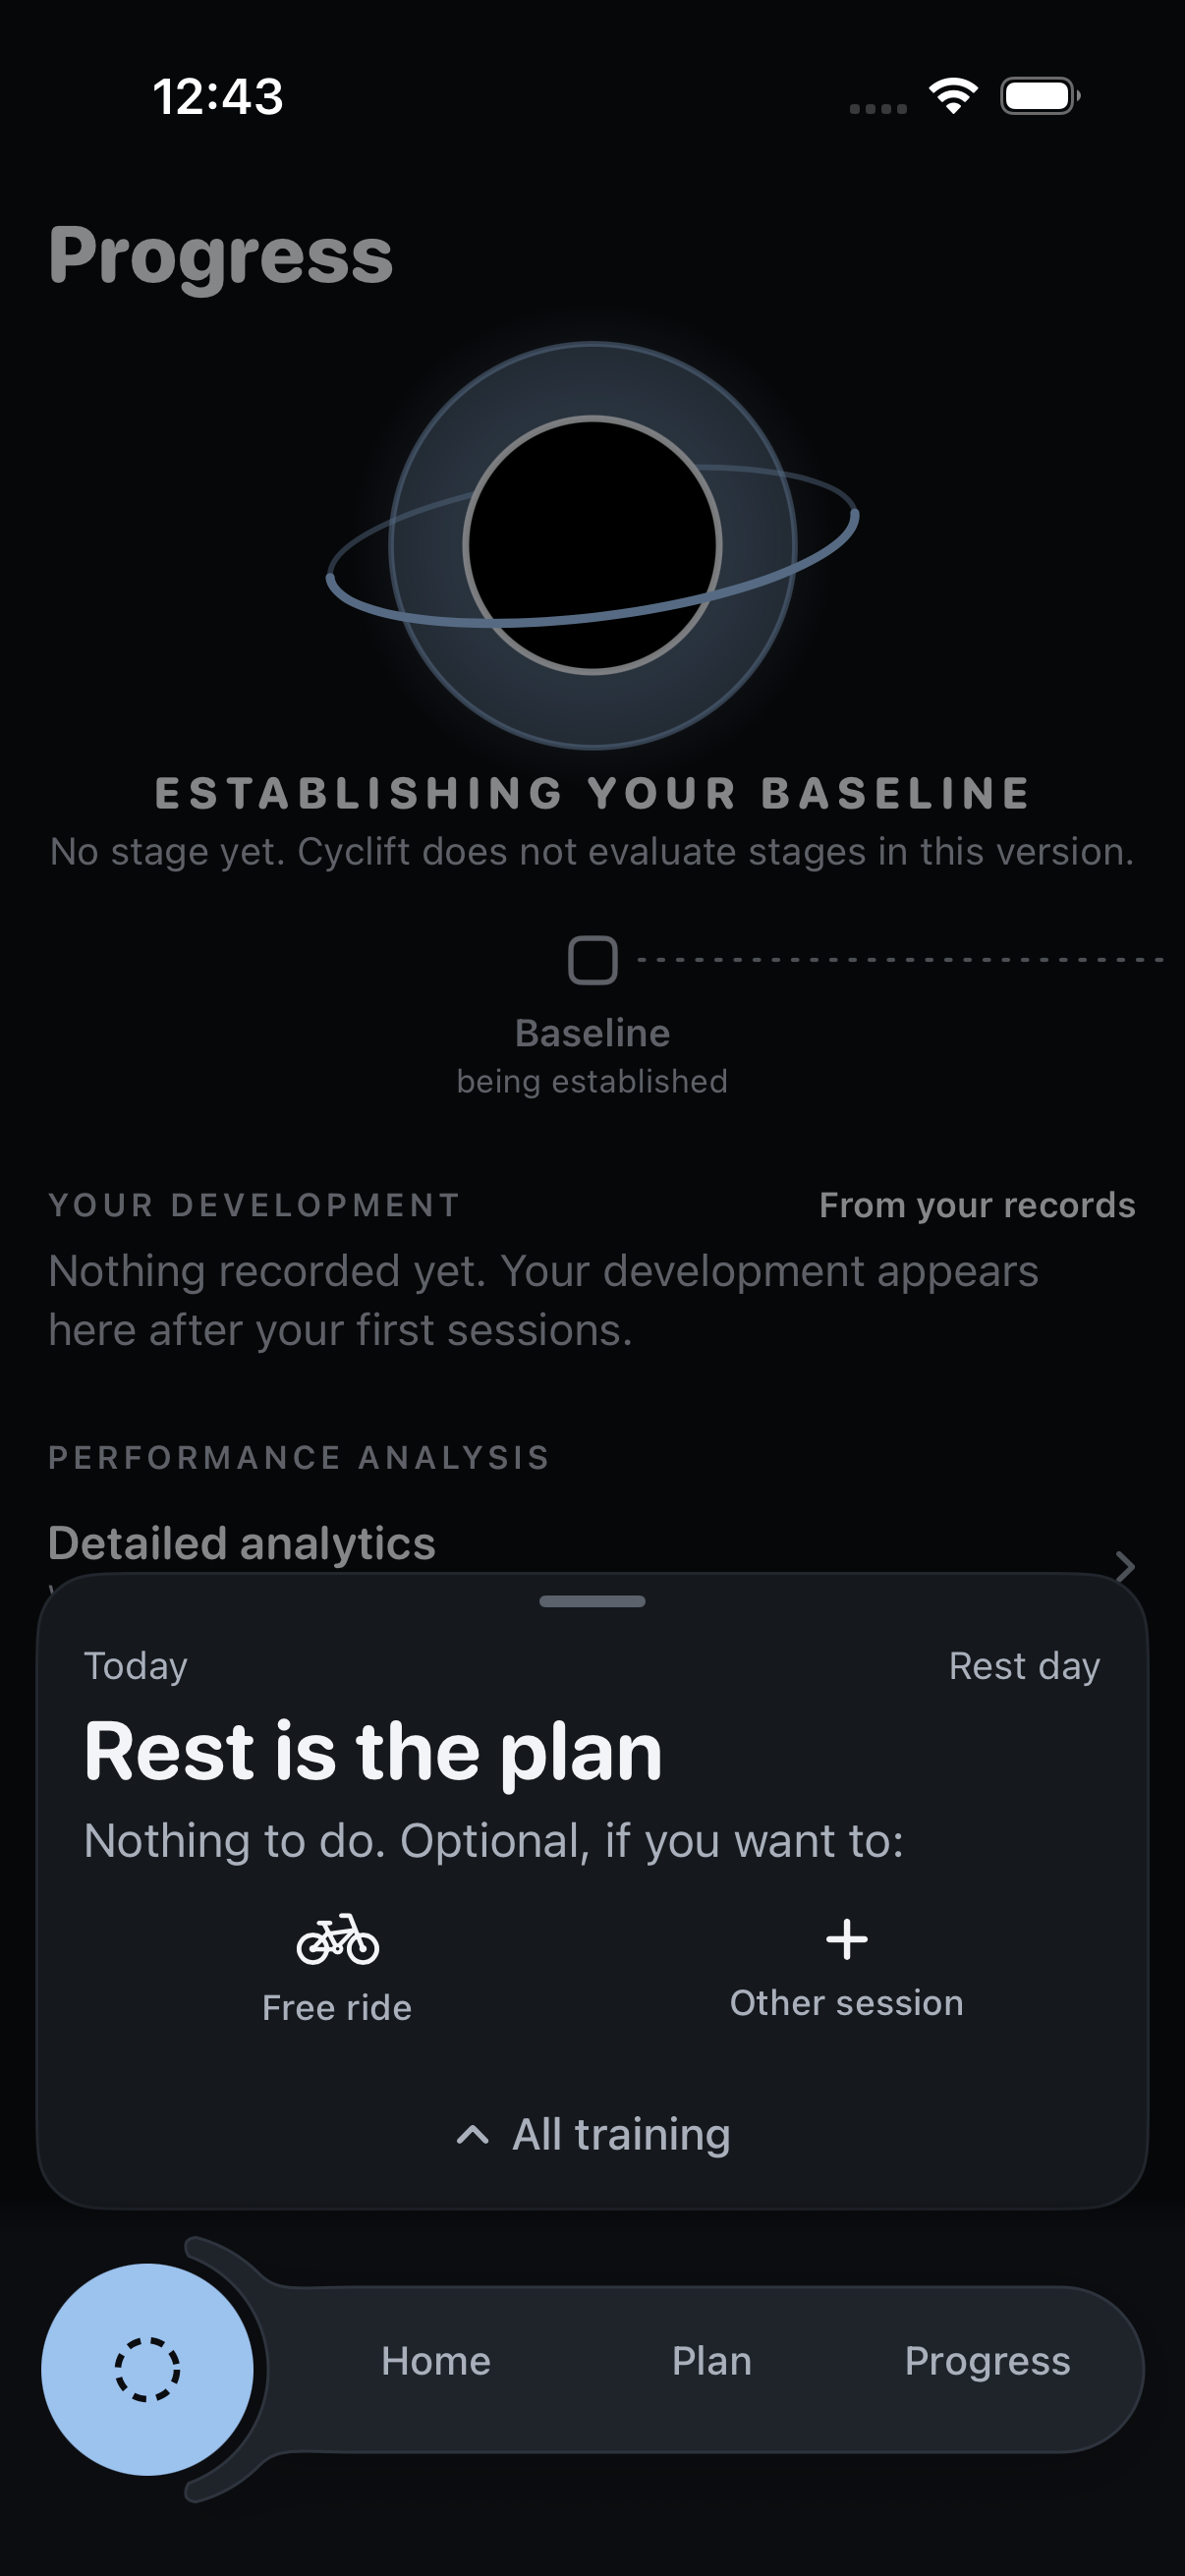 12:43
Progress
ESTABLISHING YOUR BASELINE
No stage yet. Cyclift does not evaluate stages in this version.
Baseline
being established
YOUR DEVELOPMENT
From your records
Nothing recorded yet. Your development appears
here after your first sessions.
PERFORMANCE ANALYSIS
Detailed analytics
Today
Rest day
Rest is the plan
Nothing to do. Optional, if you want to:
Free ride
Other session
All training
Home
Plan
Progress